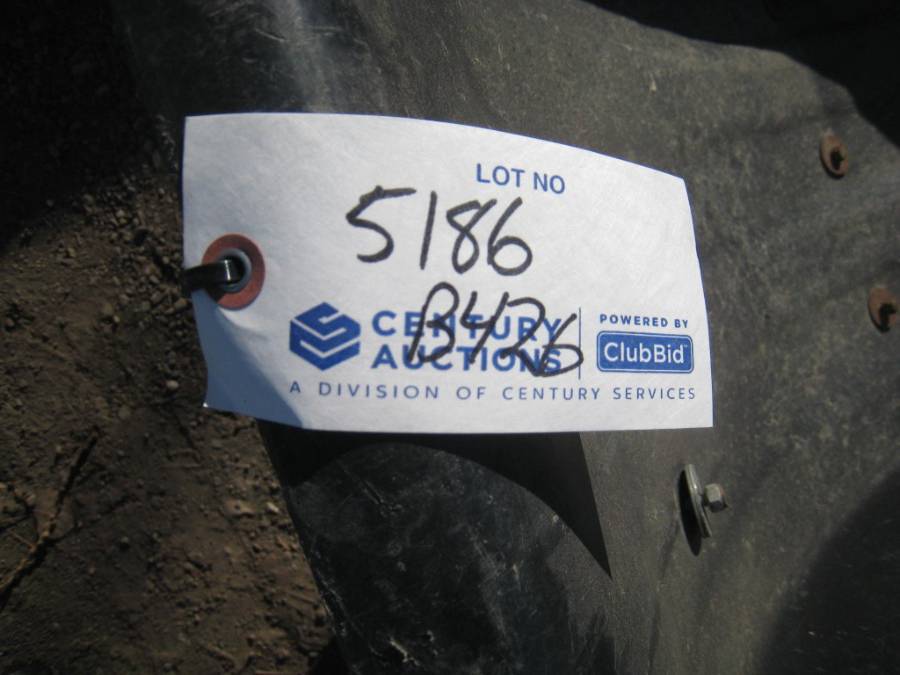 LOT NO
5186
B426
CENTURY
AUCTIONS
POWERED BY
ClubBid
A DIVISION OF CENTURY SERVICES